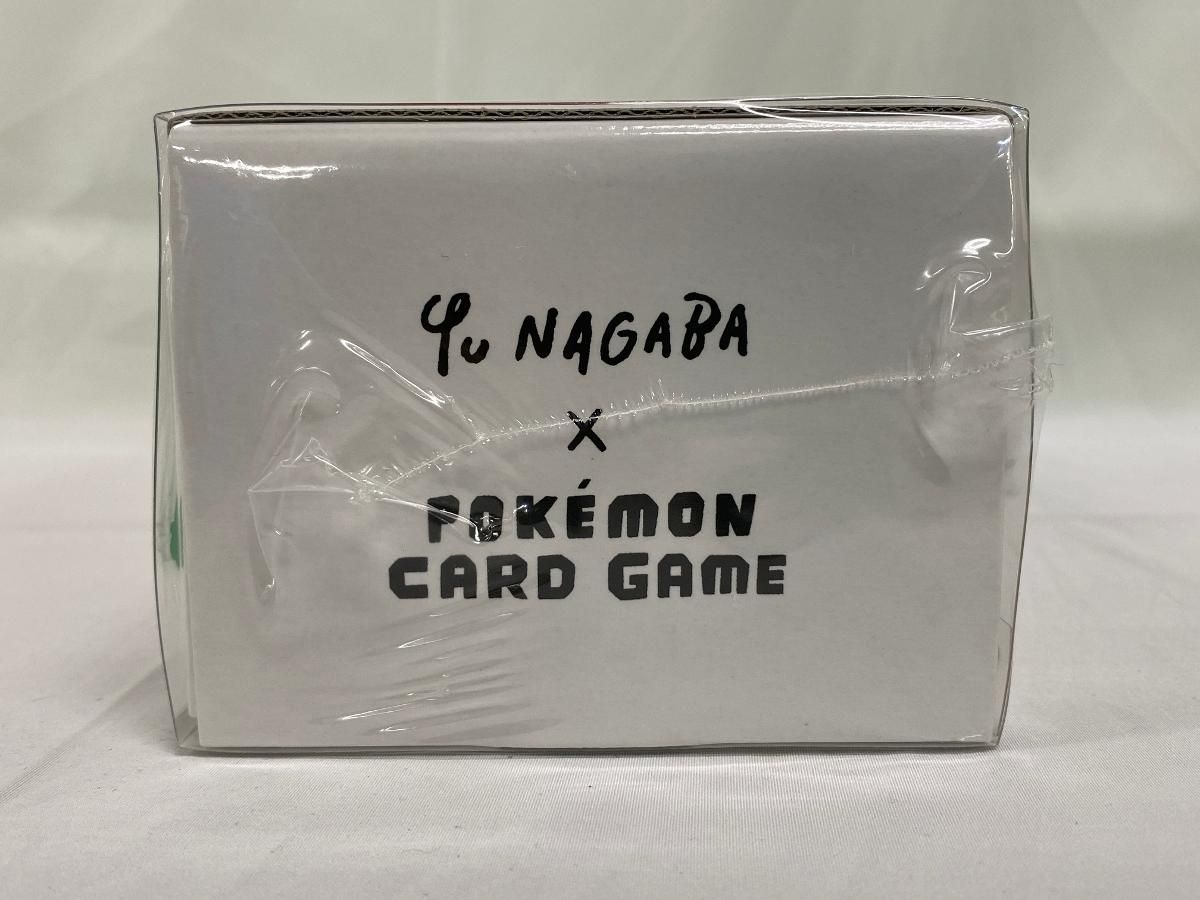 Yu NAGABA
×
POKÉMON
CARD GAME